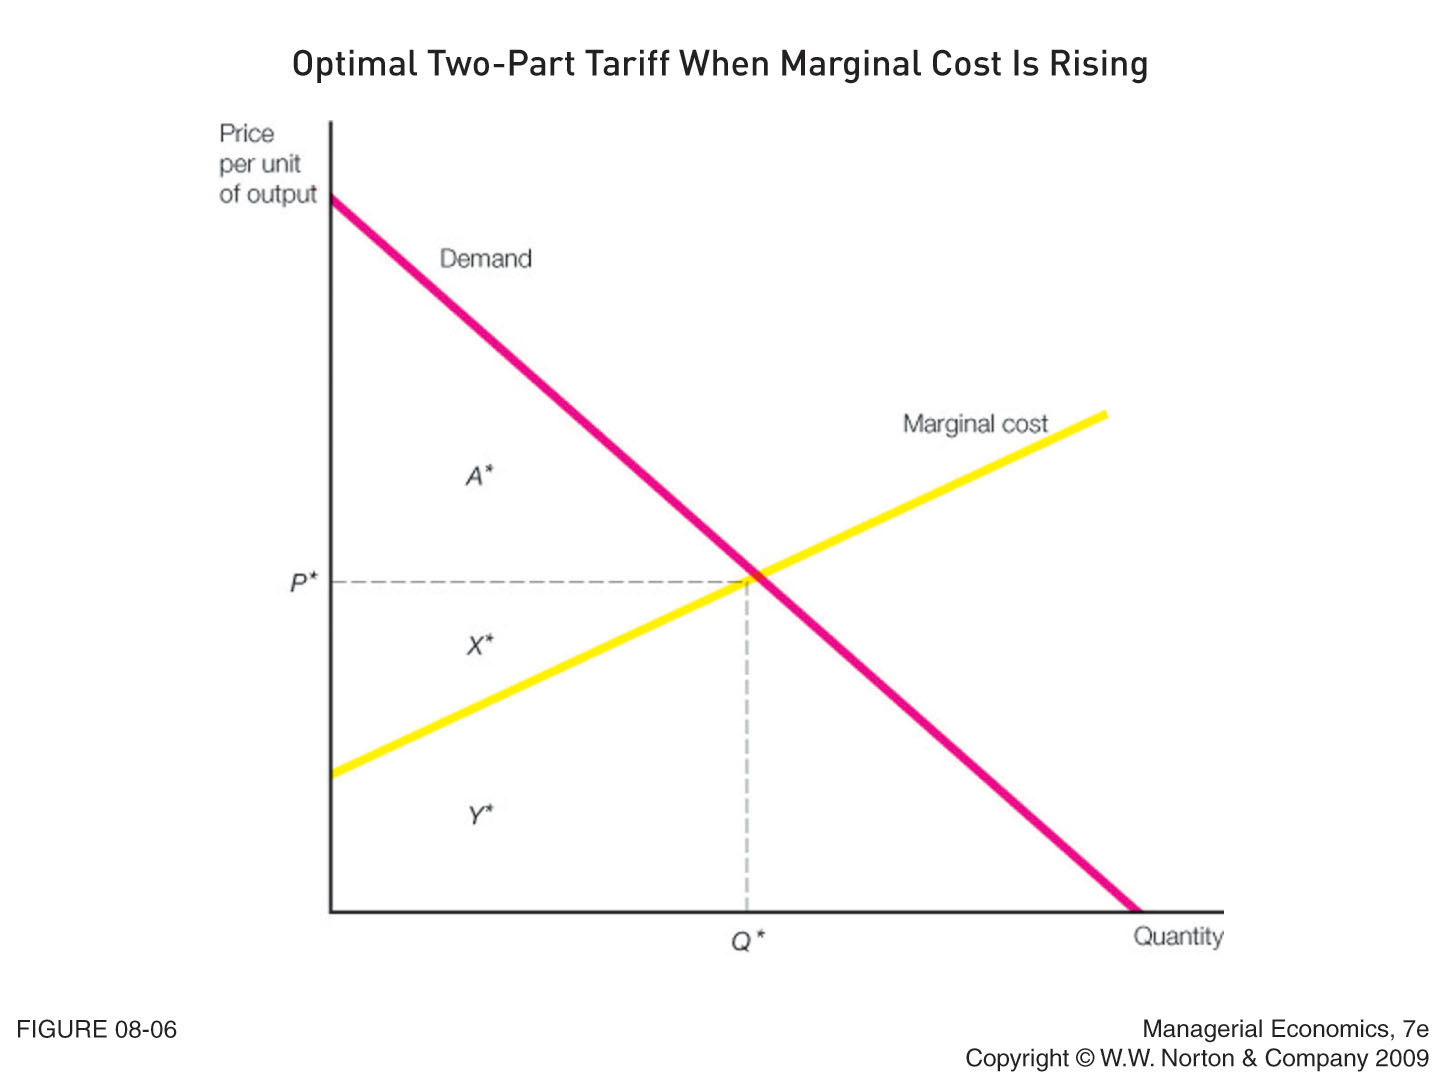 Optimal Two-Part Tariff When Marginal Cost Is Rising
Price
per unit
of output
Demand
Marginal cost
A*
P*
X*
Y*
Q*
Quantity
FIGURE 08-06
Managerial Economics, 7e
Copyright © W.W. Norton & Company 2009